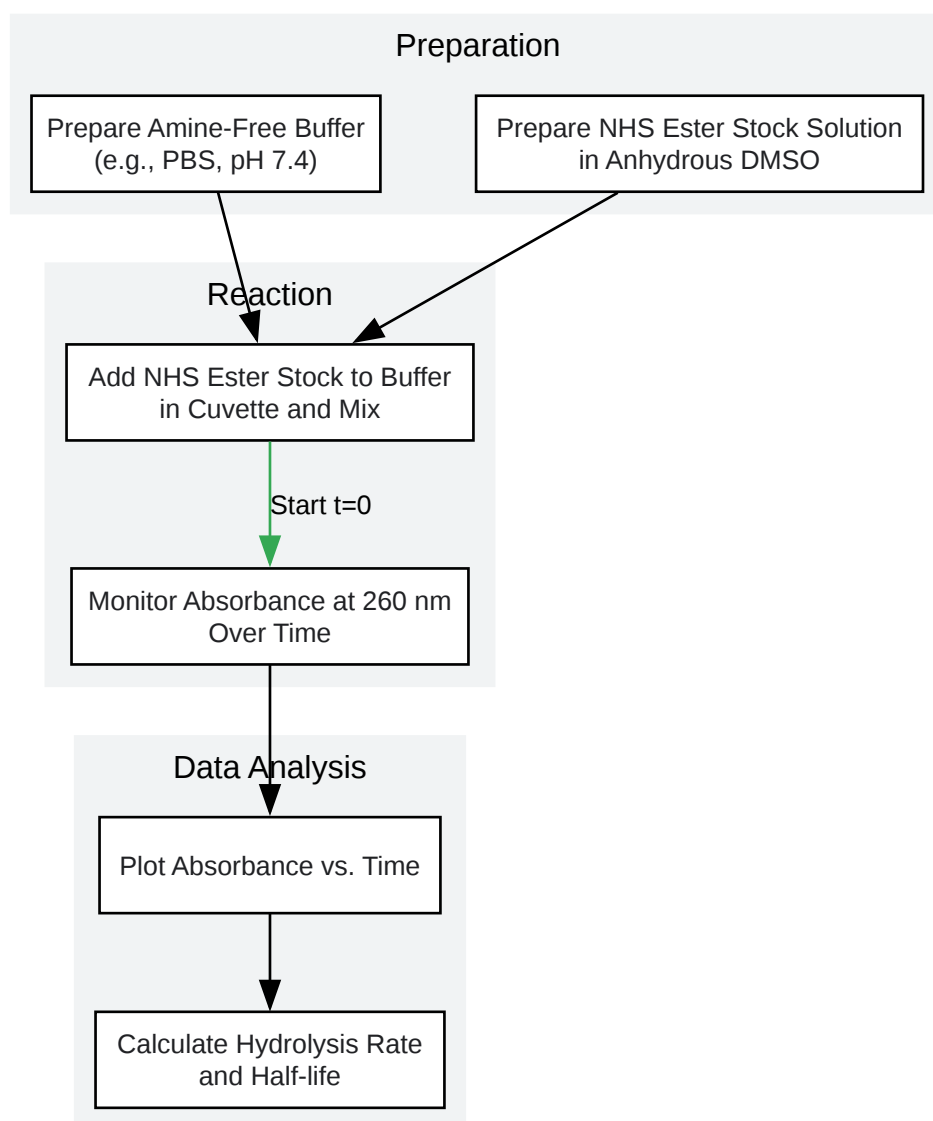 Preparation
Prepare Amine-Free Buffer
(e.g., PBS, pH 7.4)
Prepare NHS Ester Stock Solution
in Anhydrous DMSO
Reaction
Add NHS Ester Stock to Buffer
in Cuvette and Mix
Start t=0
Monitor Absorbance at 260 nm
Over Time
Data Analysis
Plot Absorbance vs. Time
Calculate Hydrolysis Rate
and Half-life